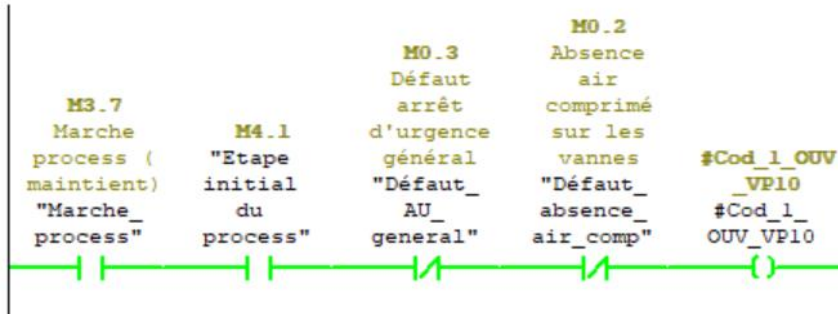 M3.7
Marche
process (
maintient)
"Marche_
process"
M4.1
"Etape
initial
du
process"
M0.3
Défaut
arrêt
d'urgence
général
"Défaut_
AU_
general"
M0.2
Absence
air
comprimé
sur les
vannes
"Défaut_
absence_
air_comp"
#Cod_1_OUV
_VP10
#Cod_1_
OUV_VP10